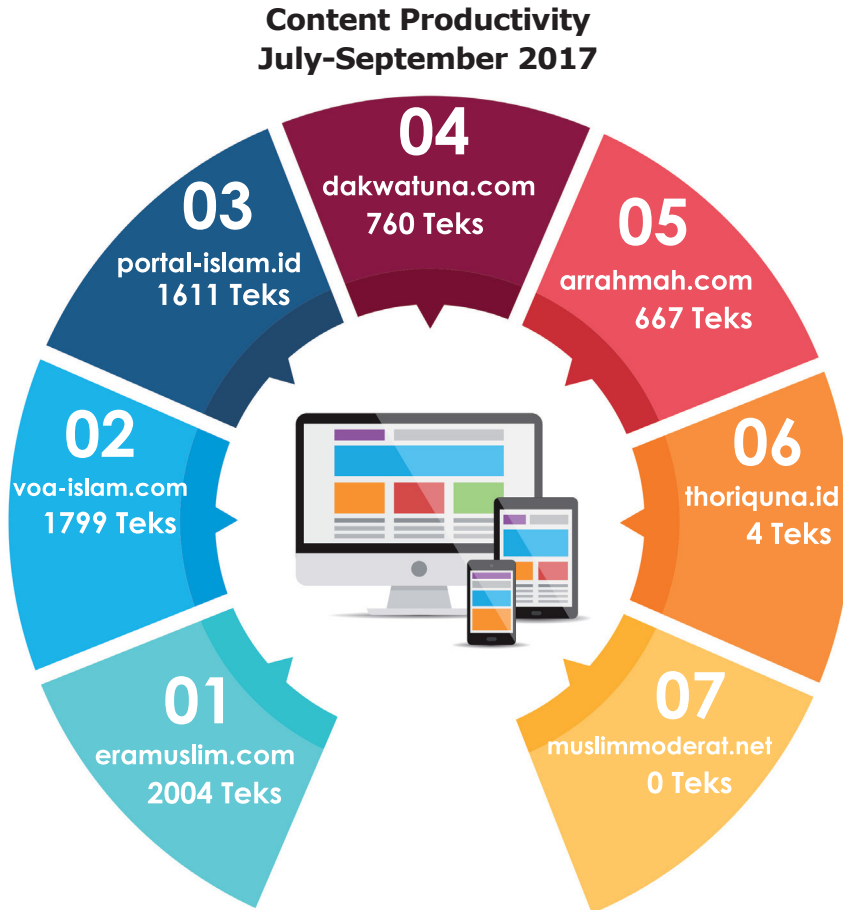 Content Productivity
July-September 2017
01
eramuslim.com
2004 Teks
02
voa-islam.com
1799 Teks
03
portal-islam.id
1611 Teks
04
dakwatuna.com
760 Teks
05
arrahmah.com
667 Teks
06
thoriquna.id
4 Teks
07
muslimmoderat.net
0 Teks